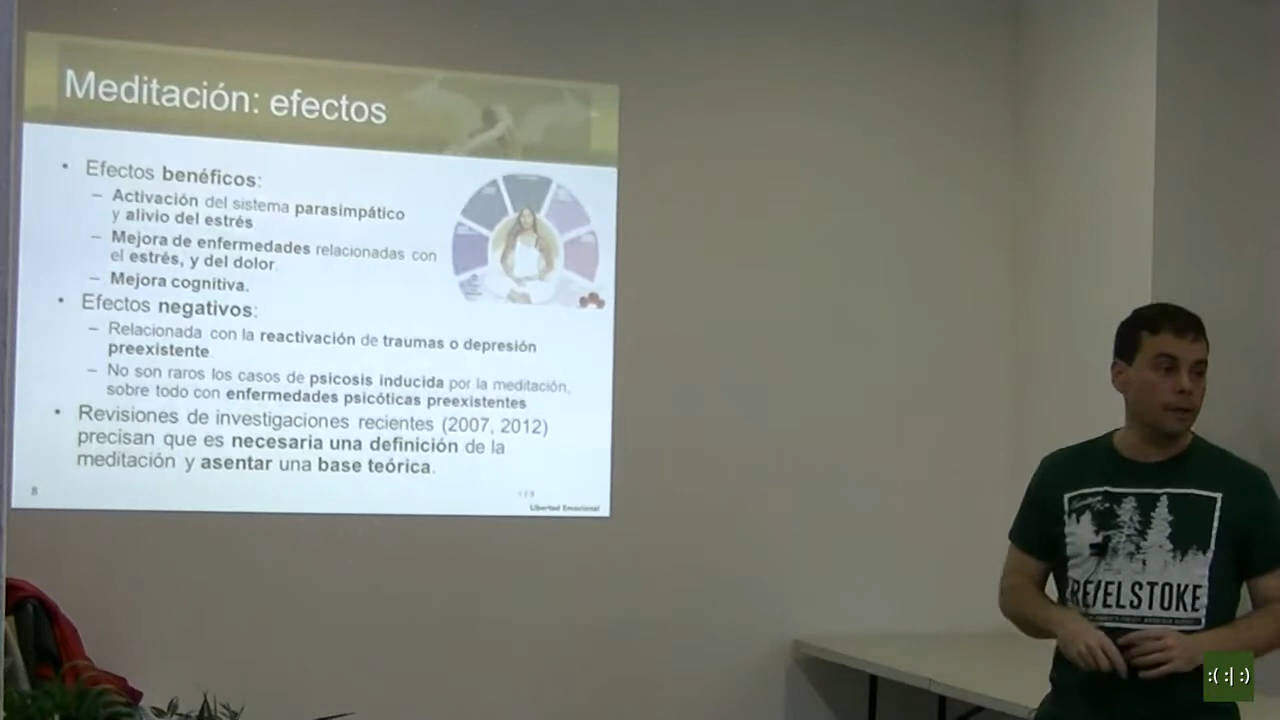 Meditación: efectos
• Efectos benéficos:
– Activación del sistema parasimpático
y alivio del estrés
– Mejora de enfermedades relacionadas con
el estrés, y del dolor.
– Mejora cognitiva.
• Efectos negativos:
– Relacionada con la reactivación de traumas o depresión
preexistente.
– No son raros los casos de psicosis inducida por la meditación,
sobre todo con enfermedades psicóticas preexistentes
• Revisiones de investigaciones recientes (2007, 2012)
precisan que es necesaria una definición de la
meditación y asentar una base teórica.
8
Libertad Emocional
REVELSTOKE
:( :| :)